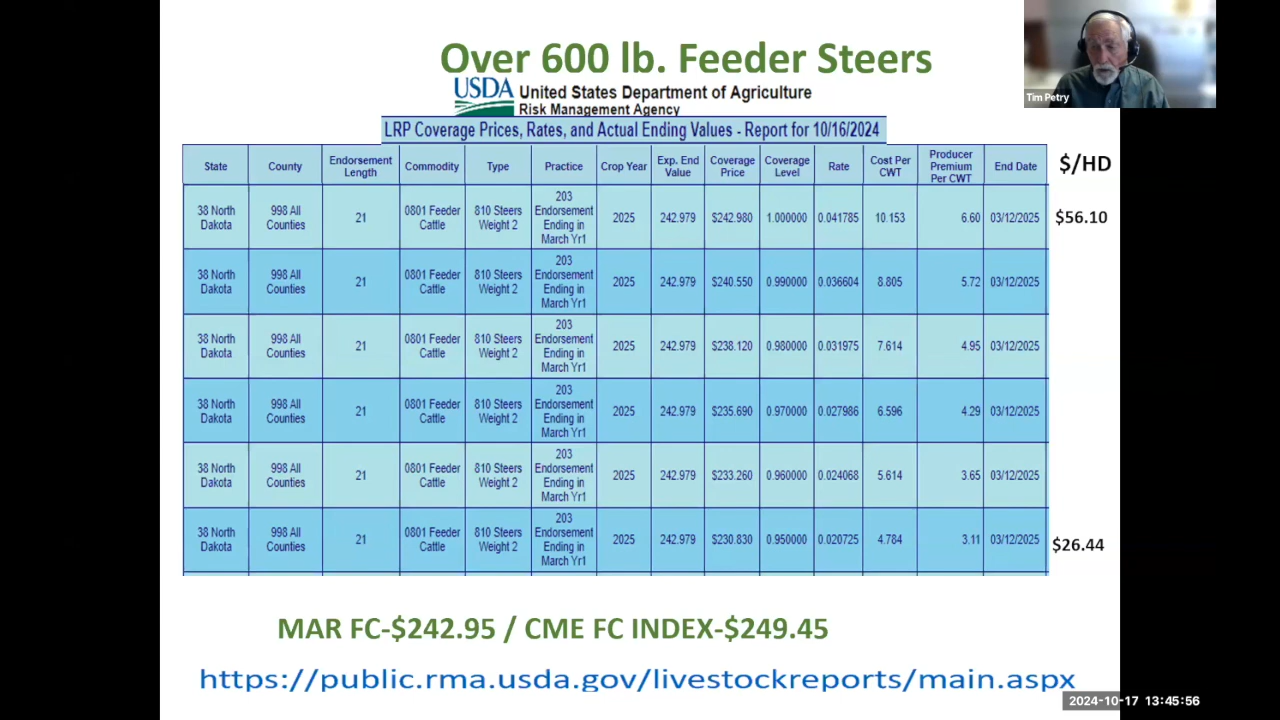 Over 600 lb. Feeder Steers
Tim Petry
USDA United States Department of Agriculture
Risk Management Agency
LRP Coverage Prices, Rates, and Actual Ending Values - Report for 10/16/2024
State County Endorsement Length Commodity Type Practice Crop Year Exp. End Value Coverage Price Coverage Level Rate Cost Per CWT Producer Premium Per CWT End Date $/HD
38 North Dakota 998 All Counties 21 0801 Feeder Cattle 810 Steers Weight 2 203 Endorsement Ending in March Yr1 2025 242.979 $242.980 1.000000 0.041785 10.153 6.60 03/12/2025 $56.10
38 North Dakota 998 All Counties 21 0801 Feeder Cattle 810 Steers Weight 2 203 Endorsement Ending in March Yr1 2025 242.979 $240.550 0.990000 0.036604 8.805 5.72 03/12/2025
38 North Dakota 998 All Counties 21 0801 Feeder Cattle 810 Steers Weight 2 203 Endorsement Ending in March Yr1 2025 242.979 $238.120 0.980000 0.031975 7.614 4.95 03/12/2025
38 North Dakota 998 All Counties 21 0801 Feeder Cattle 810 Steers Weight 2 203 Endorsement Ending in March Yr1 2025 242.979 $235.690 0.970000 0.027986 6.596 4.29 03/12/2025
38 North Dakota 998 All Counties 21 0801 Feeder Cattle 810 Steers Weight 2 203 Endorsement Ending in March Yr1 2025 242.979 $233.260 0.960000 0.024068 5.614 3.65 03/12/2025
38 North Dakota 998 All Counties 21 0801 Feeder Cattle 810 Steers Weight 2 203 Endorsement Ending in March Yr1 2025 242.979 $230.830 0.950000 0.020725 4.784 3.11 03/12/2025 $26.44
MAR FC-$242.95 / CME FC INDEX-$249.45
https://public.rma.usda.gov/livestockreports/main.aspx
2024-10-17 13:45:56